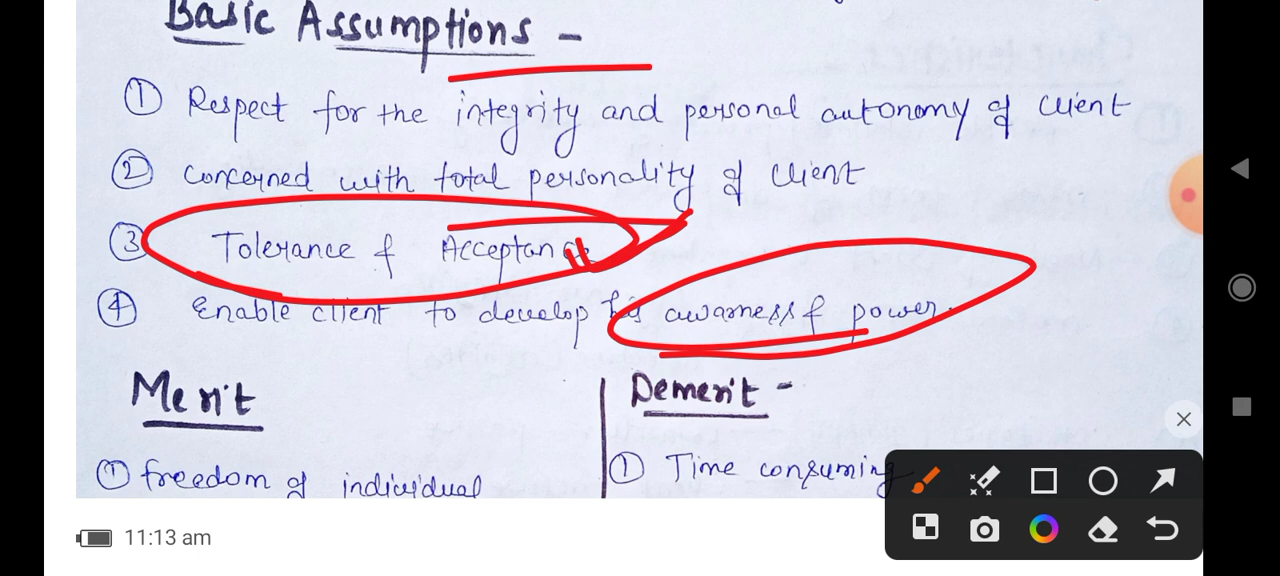 Basic Assumptions -
① Respect for the integrity and personal autonomy of client
② concerned with total personality of client
③ Tolerance & Acceptance
④ Enable client to develop his awarness & power.
Merit
Demerit -
① freedom of individual
① Time consuming
11:13 am